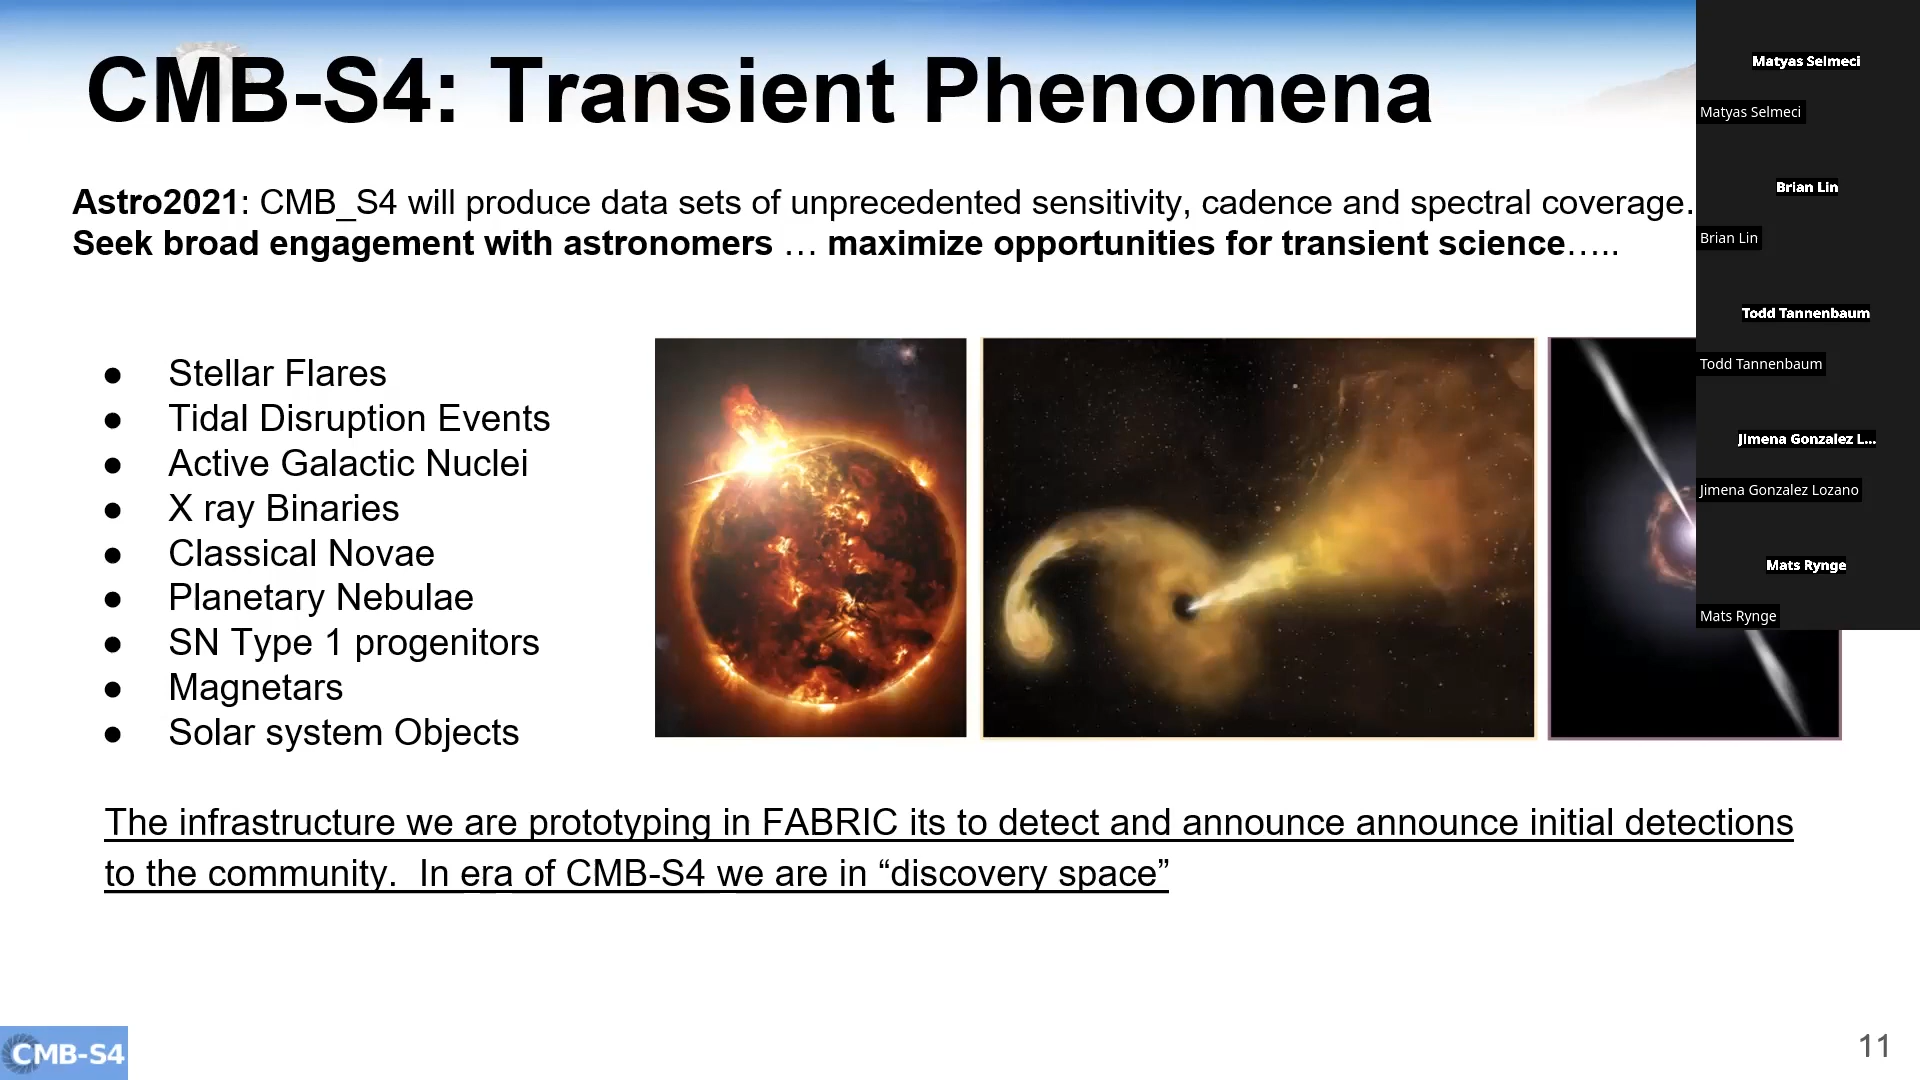 CMB-S4: Transient Phenomena
Astro2021: CMB_S4 will produce data sets of unprecedented sensitivity, cadence and spectral coverage.
Seek broad engagement with astronomers … maximize opportunities for transient science…..
● Stellar Flares
● Tidal Disruption Events
● Active Galactic Nuclei
● X ray Binaries
● Classical Novae
● Planetary Nebulae
● SN Type 1 progenitors
● Magnetars
● Solar system Objects
The infrastructure we are prototyping in FABRIC its to detect and announce announce initial detections
to the community.  In era of CMB-S4 we are in “discovery space”
CMB-S4
11
Matyas Selmeci
Matyas Selmeci
Brian Lin
Brian Lin
Todd Tannenbaum
Todd Tannenbaum
Jimena Gonzalez L...
Jimena Gonzalez Lozano
Mats Rynge
Mats Rynge